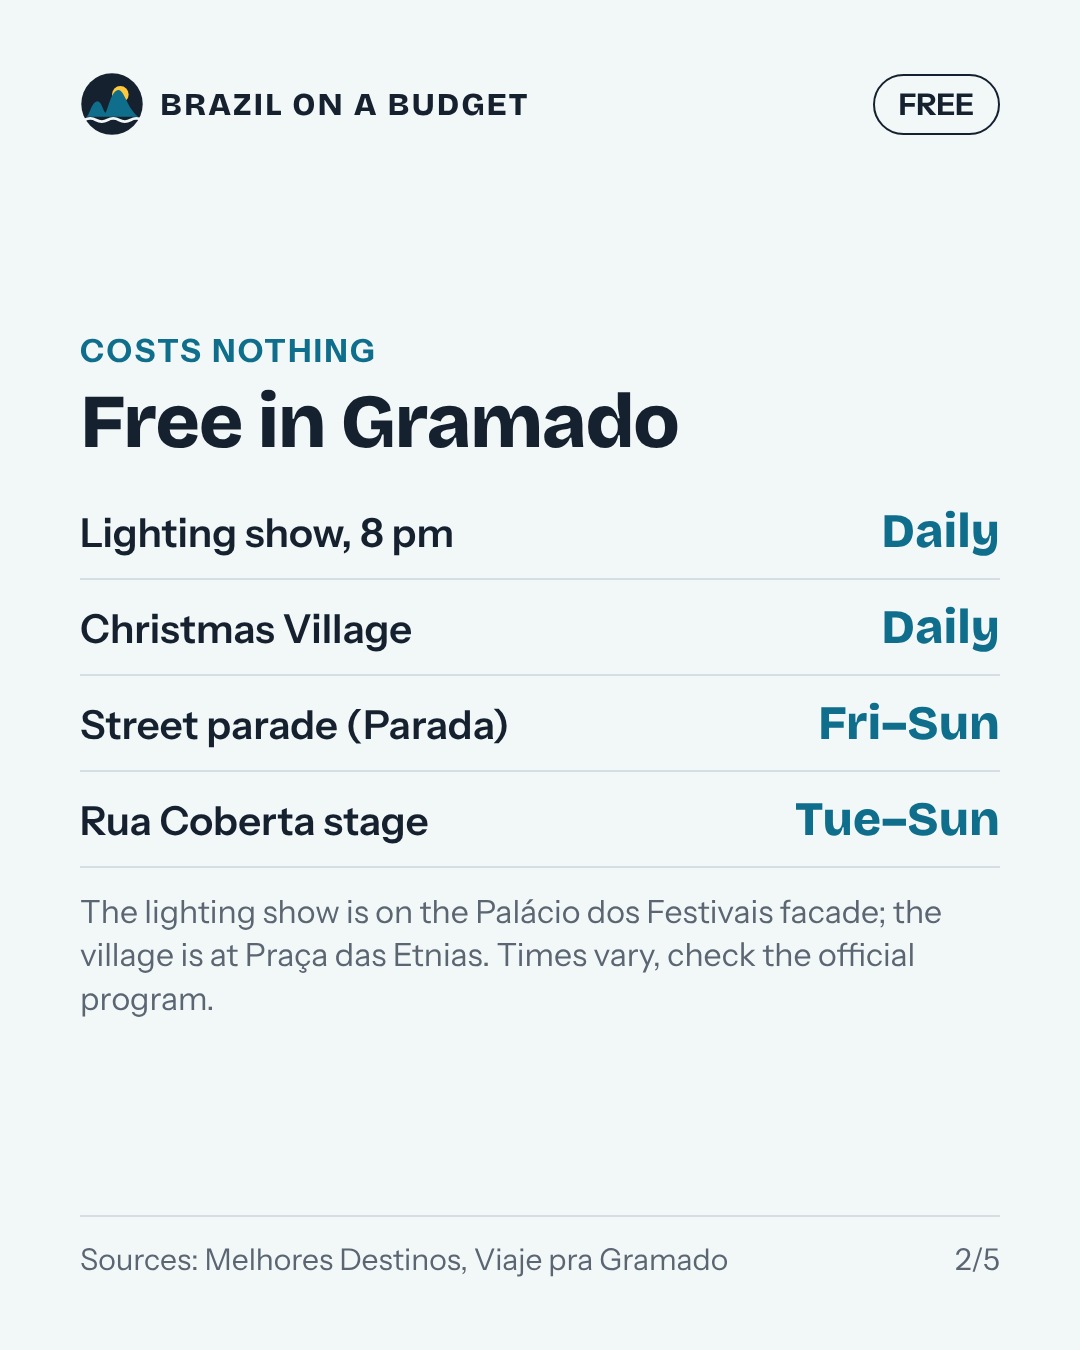 BRAZIL ON A BUDGET
FREE
COSTS NOTHING
Free in Gramado
Lighting show, 8 pm Daily
Christmas Village Daily
Street parade (Parada) Fri–Sun
Rua Coberta stage Tue–Sun
The lighting show is on the Palácio dos Festivais facade; the
village is at Praça das Etnias. Times vary, check the official
program.
Sources: Melhores Destinos, Viaje pra Gramado 2/5